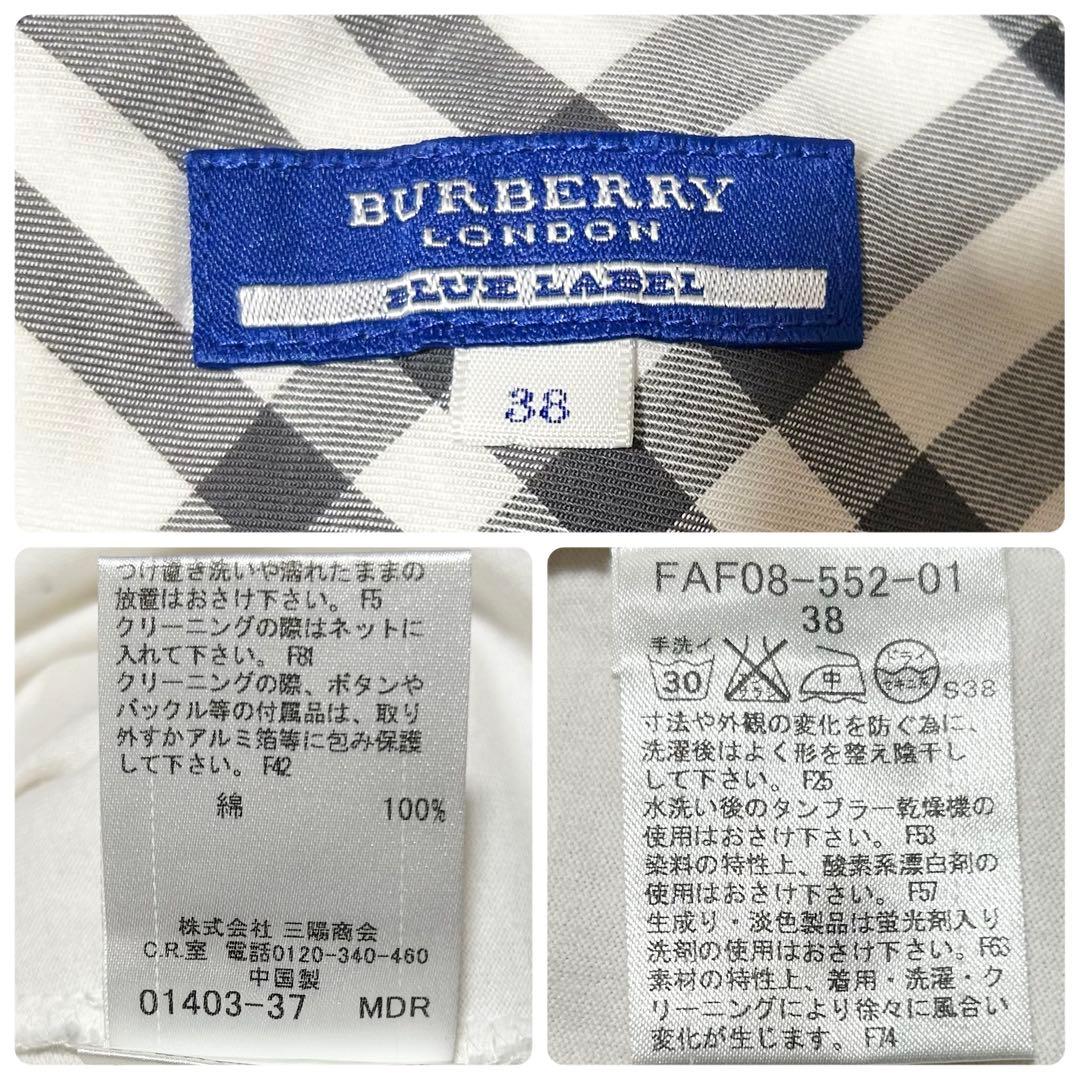 BURBERRY
LONDON
BLUE LABEL
38
つけ置き洗いや濡れたままの
放置はおさけ下さい。 F5
クリーニングの際はネットに
入れて下さい。 F81
クリーニングの際、ボタンや
バックル等の付属品は、取り
外すかアルミ箔等に包み保護
して下さい。 F42
綿 100%
株式会社 三陽商会
C.R.室 電話0120-340-460
中国製
01403-37 MDR
FAF08-552-01
38
手洗イ
30
エンソ
サラシ
中
ドライ
セキユ系
S38
寸法や外観の変化を防ぐ為に、
洗濯後はよく形を整え陰干し
して下さい。 F25
水洗い後のタンブラー乾燥機の
使用はおさけ下さい。 F53
染料の特性上、酸素系漂白剤の
使用はおさけ下さい。 F57
生成り・淡色製品は蛍光剤入り
洗剤の使用はおさけ下さい。F63
素材の特性上、着用・洗濯・ク
リーニングにより徐々に風合い
変化が生じます。 F74